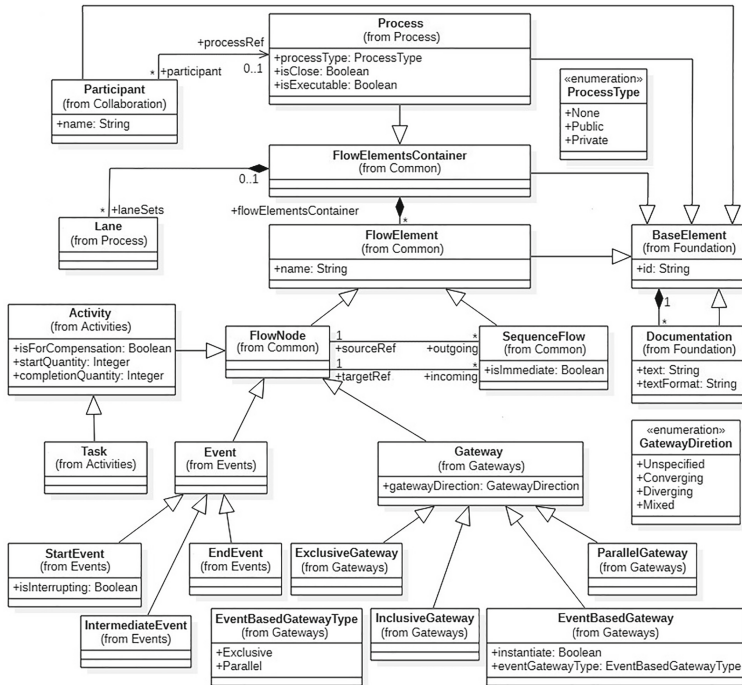 Process
(from Process)
+processType: ProcessType
+isClose: Boolean
+isExecutable: Boolean
+processRef
0..1
*
+participant
Participant
(from Collaboration)
+name: String
«enumeration»
ProcessType
+None
+Public
+Private
FlowElementsContainer
(from Common)
0..1
*
+laneSets
Lane
(from Process)
+flowElementsContainer
*
FlowElement
(from Common)
+name: String
BaseElement
(from Foundation)
+id: String
1
*
Documentation
(from Foundation)
+text: String
+textFormat: String
Activity
(from Activities)
+isForCompensation: Boolean
+startQuantity: Integer
+completionQuantity: Integer
FlowNode
(from Common)
1
*
+sourceRef
+outgoing
1
*
+targetRef
+incoming
SequenceFlow
(from Common)
+isImmediate: Boolean
«enumeration»
GatewayDiretion
+Unspecified
+Converging
+Diverging
+Mixed
Task
(from Activities)
Event
(from Events)
Gateway
(from Gateways)
+gatewayDirection: GatewayDirection
StartEvent
(from Events)
+isInterrupting: Boolean
EndEvent
(from Events)
ExclusiveGateway
(from Gateways)
ParallelGateway
(from Gateways)
IntermediateEvent
(from Events)
EventBasedGatewayType
(from Gateways)
+Exclusive
+Parallel
InclusiveGateway
(from Gateways)
EventBasedGateway
(from Gateways)
+instantiate: Boolean
+eventGatewayType: EventBasedGatewayType